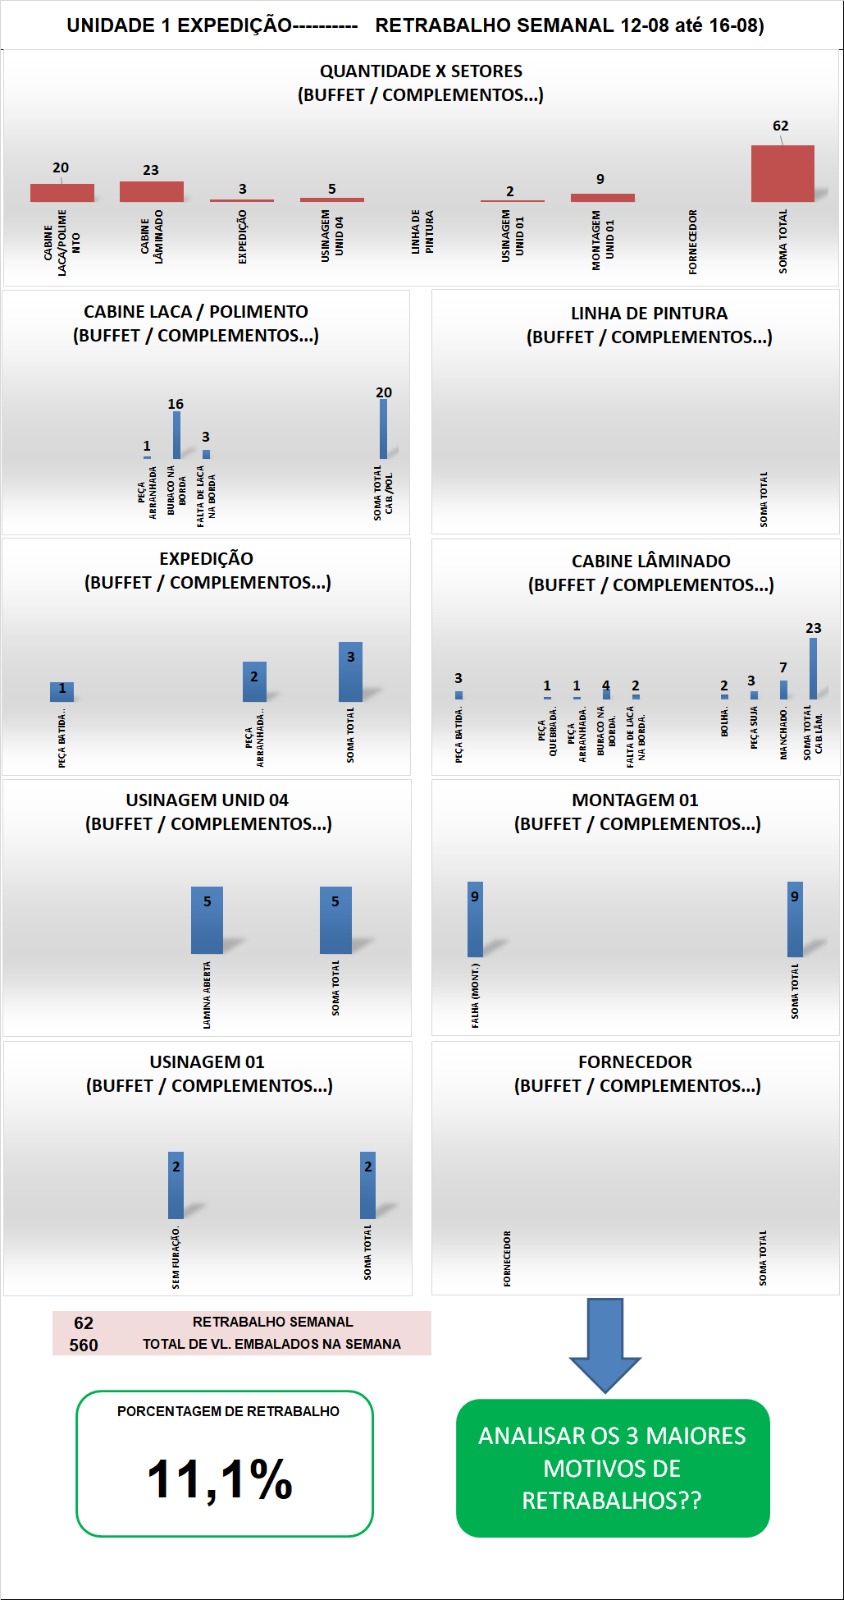 UNIDADE 1 EXPEDIÇÃO---------- RETRABALHO SEMANAL 12-08 até 16-08)
QUANTIDADE X SETORES
(BUFFET / COMPLEMENTOS...)
20
23
3
5
2
9
62
CABINE
LACA/POLIME
NTO
CABINE
LÂMINADO
EXPEDIÇÃO
USINAGEM
UNID 04
LINHA DE
PINTURA
USINAGEM
UNID 01
MONTAGEM
UNID 01
FORNECEDOR
SOMA TOTAL
CABINE LACA / POLIMENTO
(BUFFET / COMPLEMENTOS...)
1
16
3
20
PEÇA
ARRANHADA
BURACO NA
BORDA
FALTA DE LACA
NA BORDA
SOMA TOTAL
CAB./POL
LINHA DE PINTURA
(BUFFET / COMPLEMENTOS...)
SOMA TOTAL
EXPEDIÇÃO
(BUFFET / COMPLEMENTOS...)
1
2
3
PEÇA BATIDA..
PEÇA
ARRANHADA..
SOMA TOTAL
CABINE LÂMINADO
(BUFFET / COMPLEMENTOS...)
3
1
1
4
2
2
3
7
23
PEÇA BATIDA.
PEÇA
QUEBRADA.
PEÇA
ARRANHADA.
BURACO NA
BORDA.
FALTA DE LACA
NA BORDA.
BOLHA.
PEÇA SUJA
MANCHADO.
SOMA TOTAL
CAB LÂM.
USINAGEM UNID 04
(BUFFET / COMPLEMENTOS...)
5
5
LAMINA ABERTA
SOMA TOTAL
MONTAGEM 01
(BUFFET / COMPLEMENTOS...)
9
9
FALHA (MONT.)
SOMA TOTAL
USINAGEM 01
(BUFFET / COMPLEMENTOS...)
2
2
SEM FURAÇÃO.
SOMA TOTAL
FORNECEDOR
(BUFFET / COMPLEMENTOS...)
FORNECEDOR
SOMA TOTAL
62 RETRABALHO SEMANAL
560 TOTAL DE VL. EMBALADOS NA SEMANA
PORCENTAGEM DE RETRABALHO
11,1%
ANALISAR OS 3 MAIORES
MOTIVOS DE
RETRABALHOS??